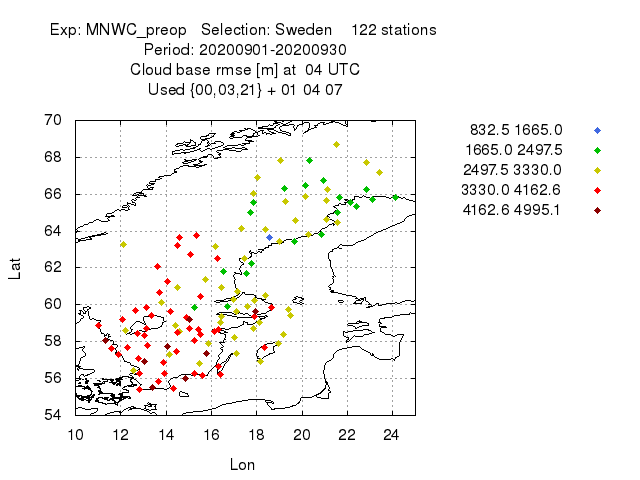 Exp: MNWC_preop   Selection: Sweden    122 stations
Period: 20200901-20200930
Cloud base rmse [m] at  04 UTC
Used {00,03,21} + 01 04 07
832.5 1665.0
1665.0 2497.5
2497.5 3330.0
3330.0 4162.6
4162.6 4995.1
70
68
66
64
62
60
58
56
54
Lat
10 12 14 16 18 20 22 24
Lon